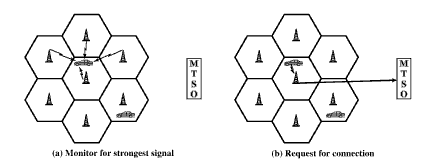 M
T
S
O
M
T
S
O
(a) Monitor for strongest signal
(b) Request for connection